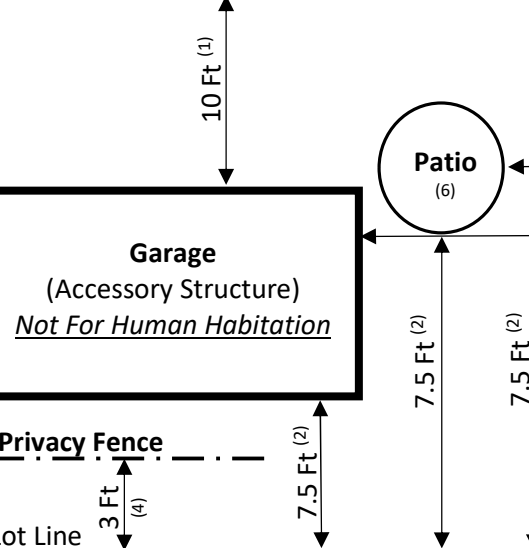 10 Ft (1)
Patio
(6)
Garage
(Accessory Structure)
Not For Human Habitation
7.5 Ft (2)
7.5 Ft (2)
Privacy Fence
7.5 Ft (2)
3 Ft
(4)
Lot Line